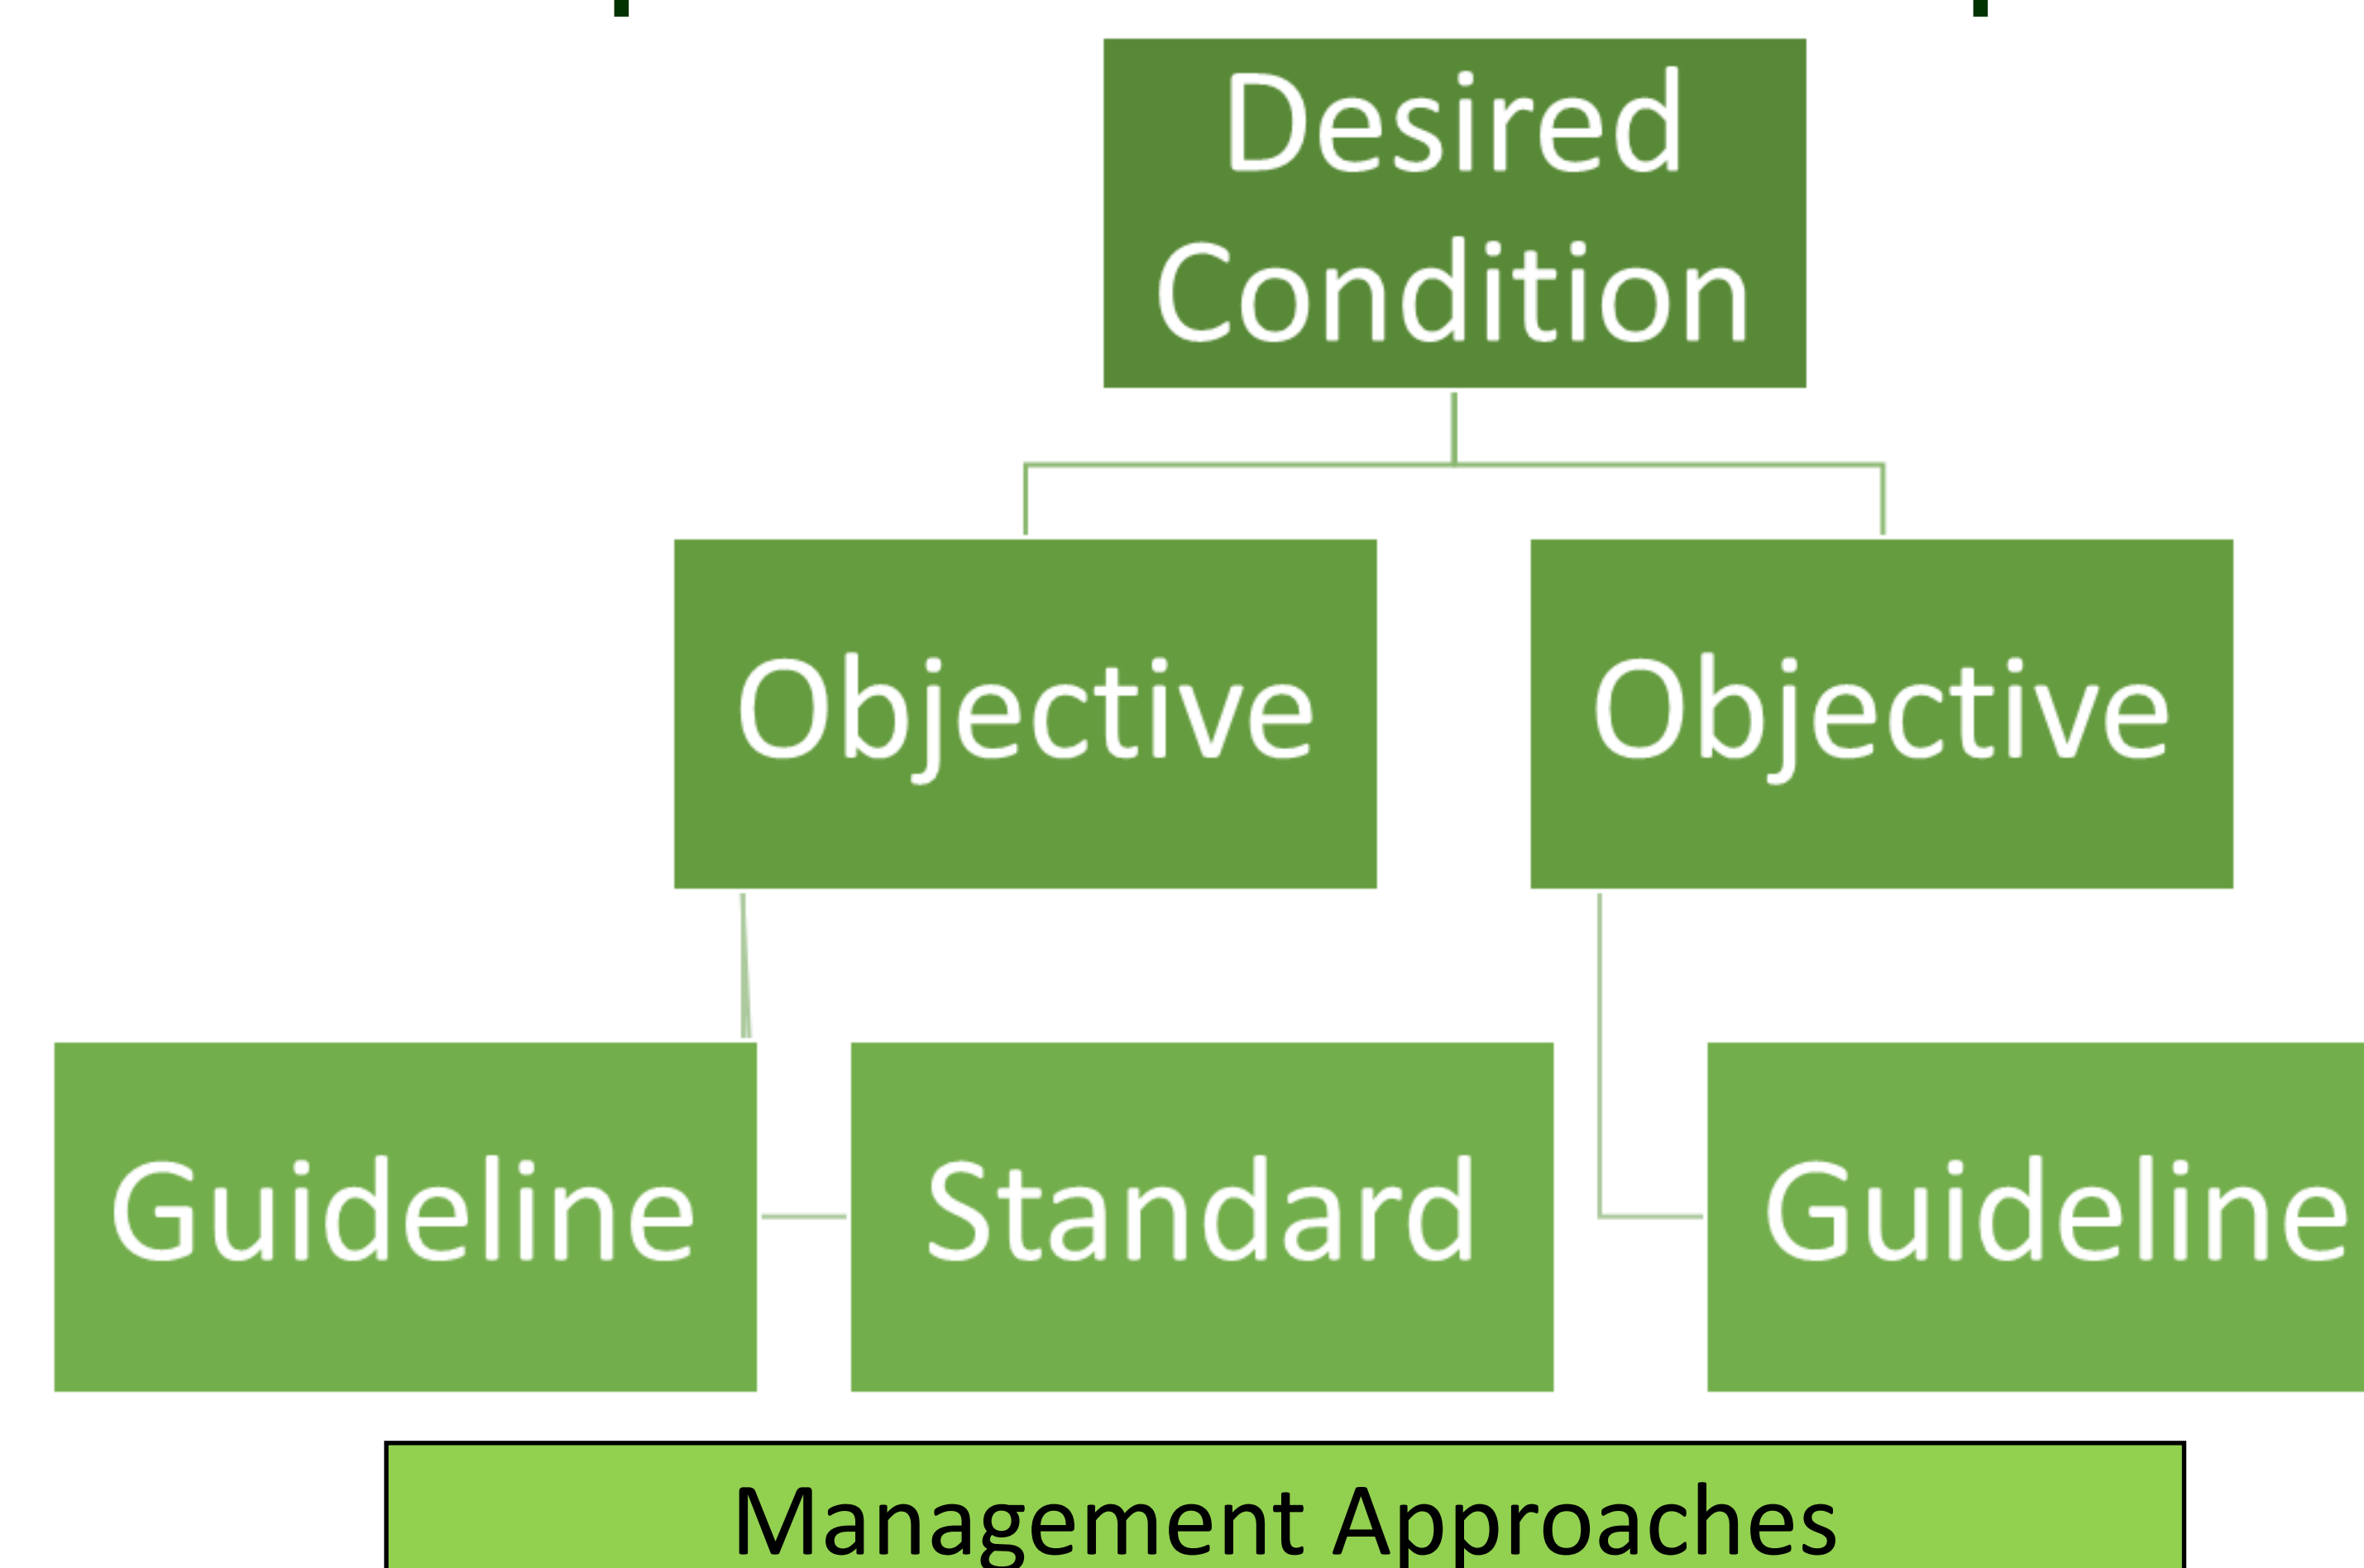 Desired
Condition
Objective
Objective
Guideline
Standard
Guideline
Management Approaches